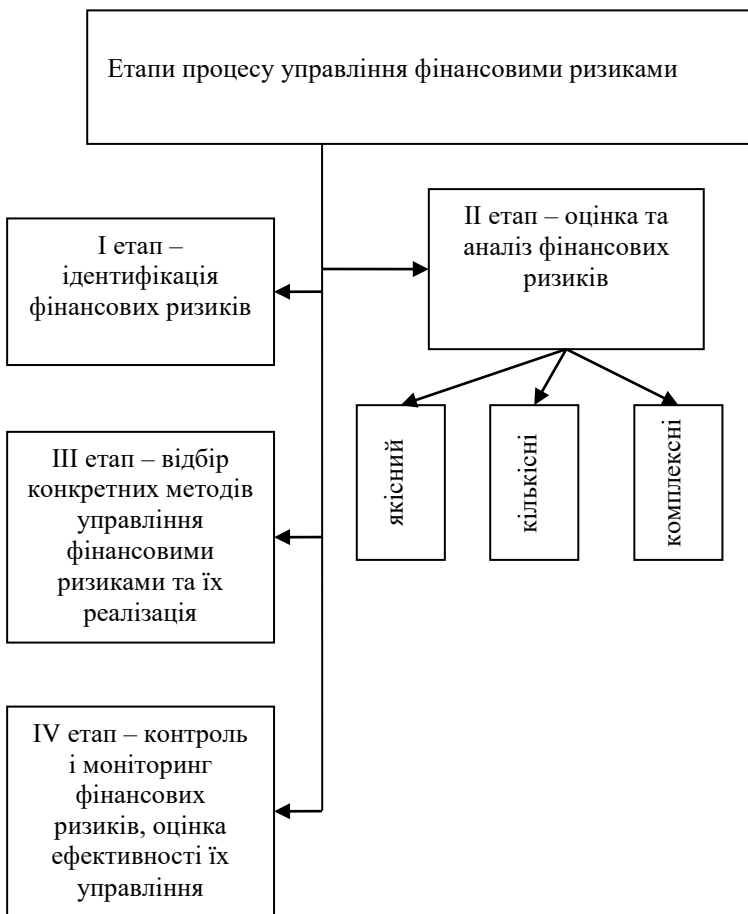 Етапи процесу управління фінансовими ризиками
І етап –
ідентифікація
фінансових ризиків
ІІ етап – оцінка та
аналіз фінансових
ризиків
якісний
кількісні
комплексні
ІІІ етап – відбір
конкретних методів
управління
фінансовими
ризиками та їх
реалізація
IV етап – контроль
і моніторинг
фінансових
ризиків, оцінка
ефективності їх
управління